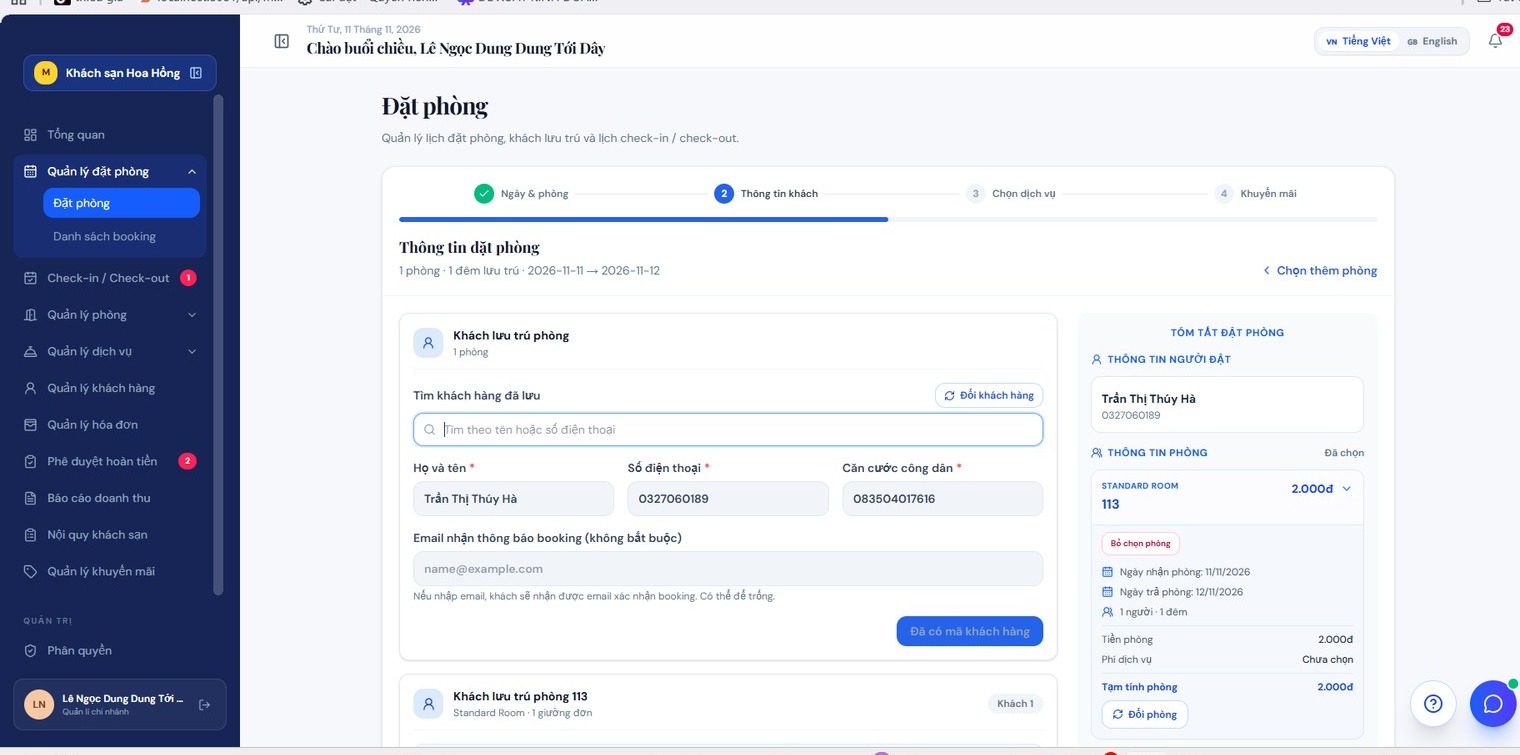 Thứ Tư, 11 Tháng 11, 2026
Chào buổi chiều, Lê Ngọc Dung Dung Tới Đây
VN Tiếng Việt GB English
23
M Khách sạn Hoa Hồng
Tổng quan
Quản lý đặt phòng
Đặt phòng
Danh sách booking
Check-in / Check-out 1
Quản lý phòng
Quản lý dịch vụ
Quản lý khách hàng
Quản lý hóa đơn
Phê duyệt hoàn tiền 2
Báo cáo doanh thu
Nội quy khách sạn
Quản lý khuyến mãi
QUẢN TRỊ
Phân quyền
LN Lê Ngọc Dung Dung Tới ...
Quản lí chi nhánh
Đặt phòng
Quản lý lịch đặt phòng, khách lưu trú và lịch check-in / check-out.
Ngày & phòng 2 Thông tin khách 3 Chọn dịch vụ 4 Khuyến mãi
Thông tin đặt phòng
1 phòng · 1 đêm lưu trú · 2026-11-11 → 2026-11-12
Chọn thêm phòng
Khách lưu trú phòng
1 phòng
Tìm khách hàng đã lưu
Đổi khách hàng
Tìm theo tên hoặc số điện thoại
Họ và tên * Số điện thoại * Căn cước công dân *
Trần Thị Thúy Hà 0327060189 083504017616
Email nhận thông báo booking (không bắt buộc)
name@example.com
Nếu nhập email, khách sẽ nhận được email xác nhận booking. Có thể để trống.
Đã có mã khách hàng
Khách lưu trú phòng 113
Standard Room · 1 giường đơn
Khách 1
TÓM TẮT ĐẶT PHÒNG
THÔNG TIN NGƯỜI ĐẶT
Trần Thị Thúy Hà
0327060189
THÔNG TIN PHÒNG Đã chọn
STANDARD ROOM
113
2.000đ
Bỏ chọn phòng
Ngày nhận phòng: 11/11/2026
Ngày trả phòng: 12/11/2026
1 người · 1 đêm
Tiền phòng 2.000đ
Phí dịch vụ Chưa chọn
Tạm tính phòng 2.000đ
Đổi phòng